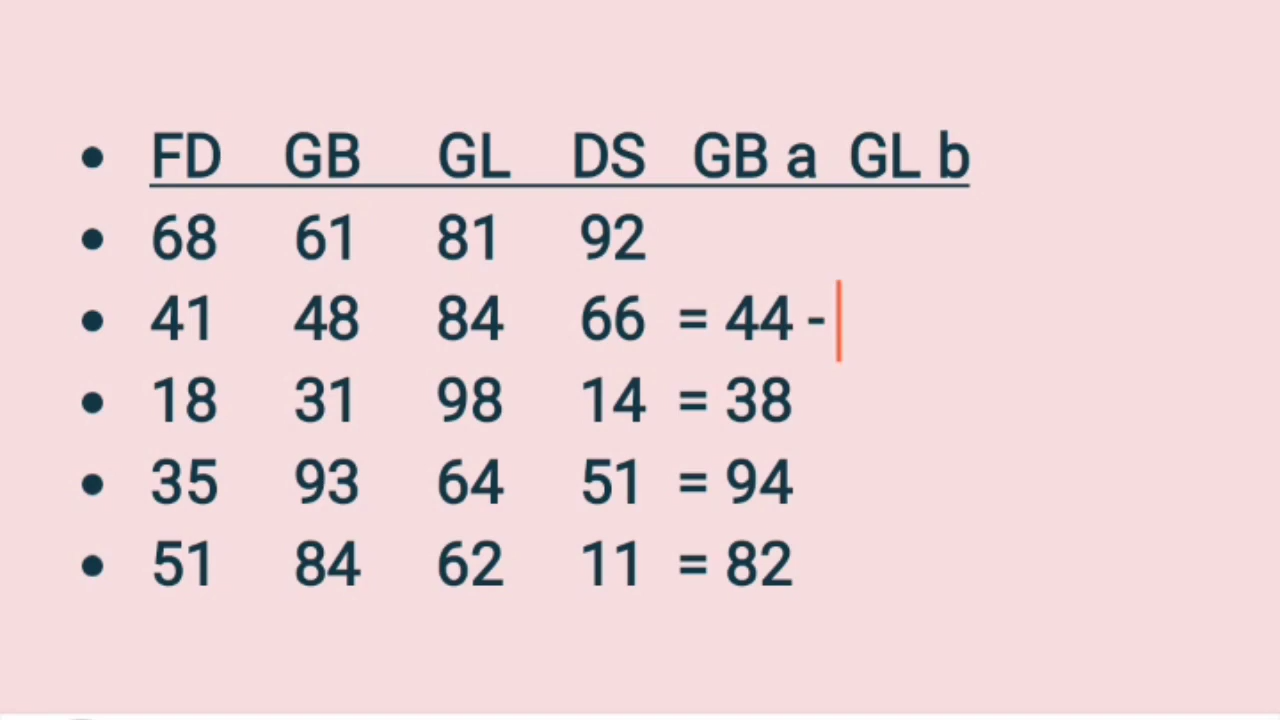 • FD GB GL DS GB a GL b
• 68 61 81 92
• 41 48 84 66 = 44 -
• 18 31 98 14 = 38
• 35 93 64 51 = 94
• 51 84 62 11 = 82